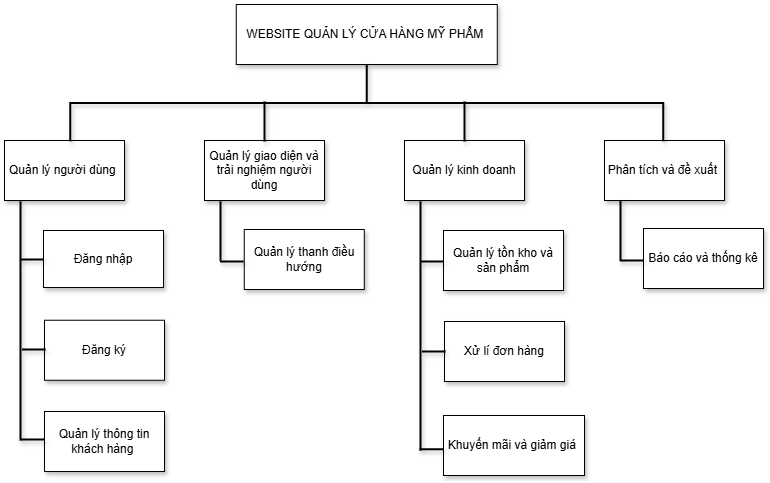 WEBSITE QUẢN LÝ CỬA HÀNG MỸ PHẨM
Quản lý người dùng
Quản lý giao diện và
trải nghiệm người
dùng
Quản lý kinh doanh
Phân tích và đề xuất
Đăng nhập
Quản lý thanh điều
hướng
Quản lý tồn kho và
sản phẩm
Báo cáo và thống kê
Đăng ký
Xử lí đơn hàng
Quản lý thông tin
khách hàng
Khuyến mãi và giảm giá